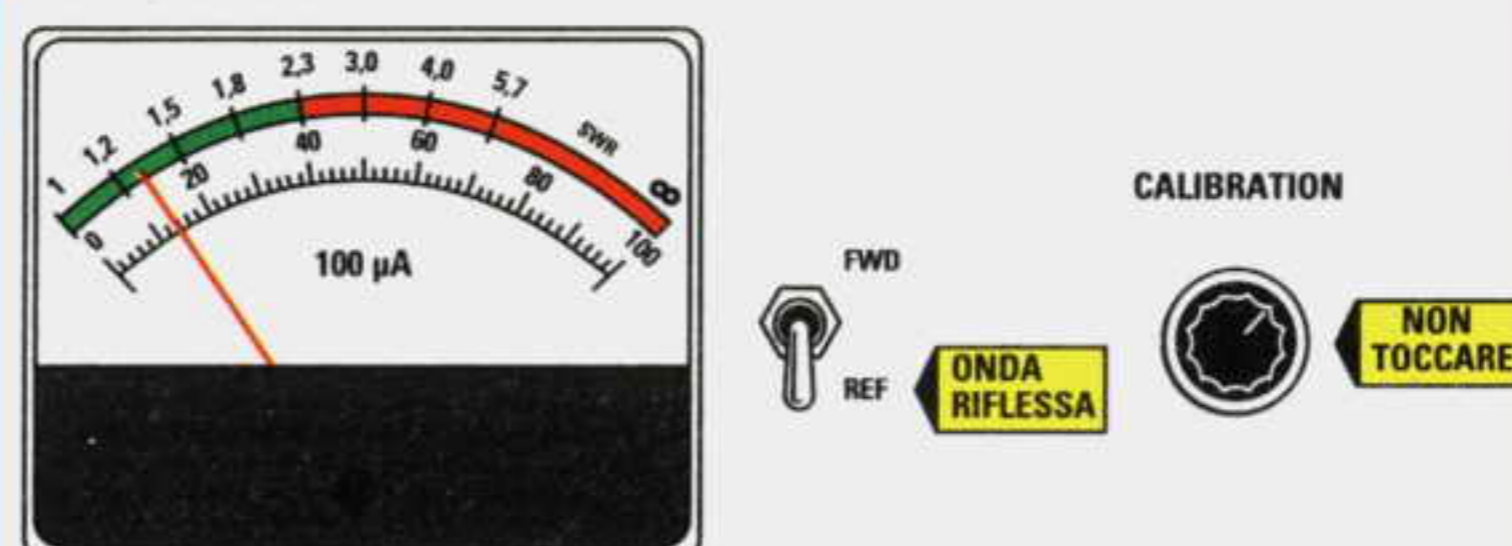 1 1,2 1,5 1,8 2,3 3,0 4,0 5,7 SWR ∞
0 20 40 60 80 100
100 µA
FWD
REF
ONDA
RIFLESSA
CALIBRATION
NON
TOCCARE